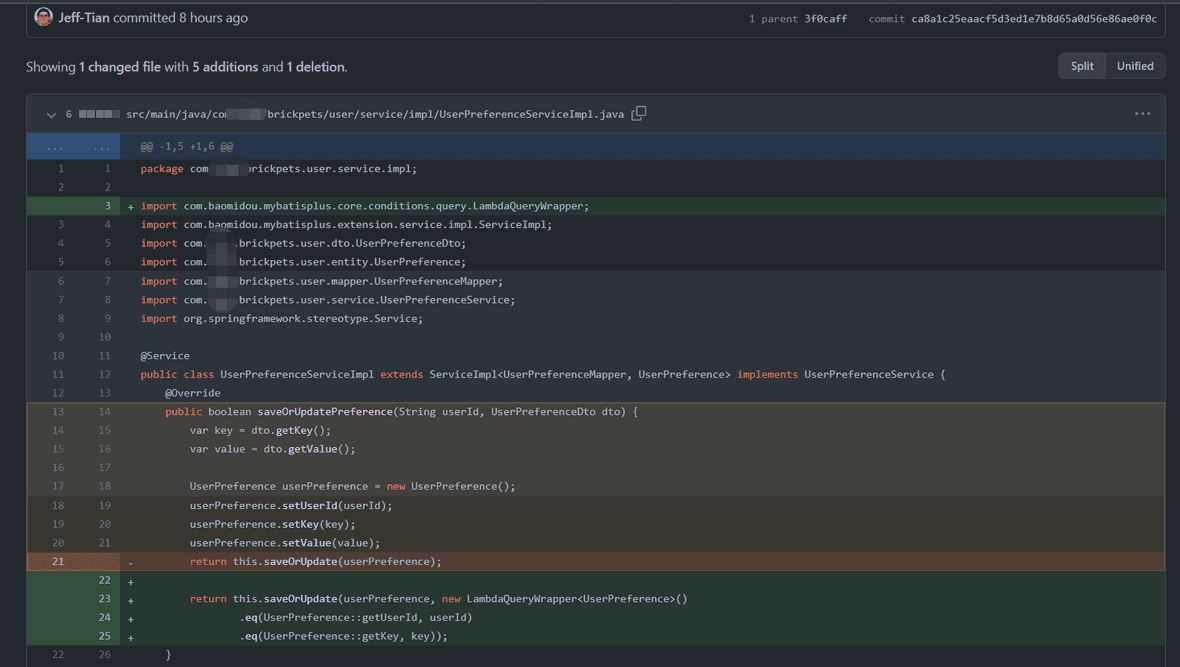 Jeff-Tian committed 8 hours ago
1 parent 3f0caff commit ca8a1c25eaacf5d3ed1e7b8d65a0d56e86ae0f0c
Showing 1 changed file with 5 additions and 1 deletion.
Split Unified
6 src/main/java/co brickpets/user/service/impl/UserPreferenceServiceImpl.java ...
... ... @@ -1,5 +1,6 @@
1 1 package com brickpets.user.service.impl;
2 2
3 + import com.baomidou.mybatisplus.core.conditions.query.LambdaQueryWrapper;
3 4 import com.baomidou.mybatisplus.extension.service.impl.ServiceImpl;
4 5 import com. .brickpets.user.dto.UserPreferenceDto;
5 6 import com. brickpets.user.entity.UserPreference;
6 7 import com. brickpets.user.mapper.UserPreferenceMapper;
7 8 import com. brickpets.user.service.UserPreferenceService;
8 9 import org.springframework.stereotype.Service;
9 10
10 11 @Service
11 12 public class UserPreferenceServiceImpl extends ServiceImpl<UserPreferenceMapper, UserPreference> implements UserPreferenceService {
12 13 @Override
13 14 public boolean saveOrUpdatePreference(String userId, UserPreferenceDto dto) {
14 15 var key = dto.getKey();
15 16 var value = dto.getValue();
16 17
17 18 UserPreference userPreference = new UserPreference();
18 19 userPreference.setUserId(userId);
19 20 userPreference.setKey(key);
20 21 userPreference.setValue(value);
21 - return this.saveOrUpdate(userPreference);
22 +
23 + return this.saveOrUpdate(userPreference, new LambdaQueryWrapper<UserPreference>()
24 + .eq(UserPreference::getUserId, userId)
25 + .eq(UserPreference::getKey, key));
22 26 }